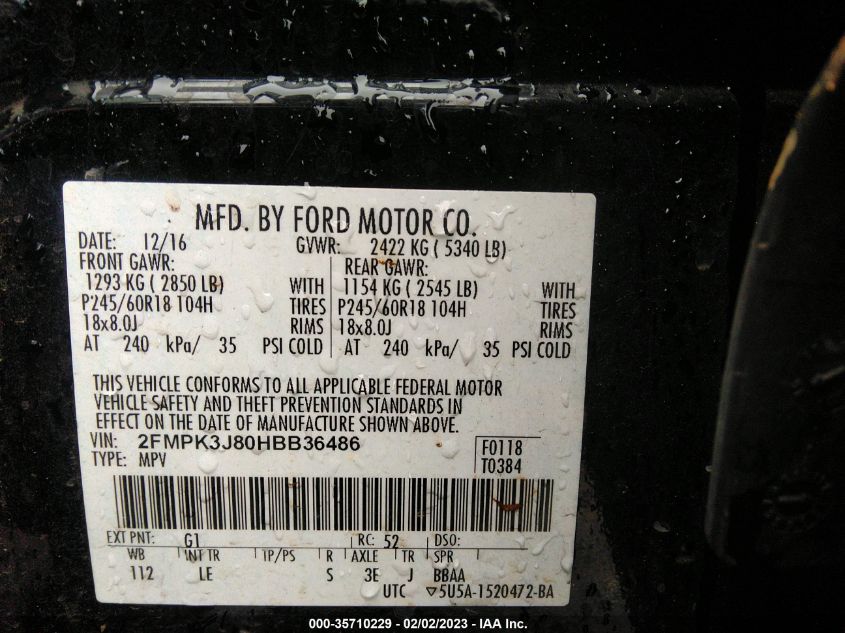 MFD. BY FORD MOTOR CO.
DATE: 12/16 GVWR: 2422 KG ( 5340 LB)
FRONT GAWR: REAR GAWR:
1293 KG ( 2850 LB) WITH 1154 KG ( 2545 LB) WITH
P245/60R18 104H TIRES P245/60R18 104H TIRES
18x8.0J RIMS 18x8.0J RIMS
AT 240 kPa/ 35 PSI COLD AT 240 kPa/ 35 PSI COLD
THIS VEHICLE CONFORMS TO ALL APPLICABLE FEDERAL MOTOR
VEHICLE SAFETY AND THEFT PREVENTION STANDARDS IN
EFFECT ON THE DATE OF MANUFACTURE SHOWN ABOVE.
VIN: 2FMPK3J80HBB36486 F0118
TYPE: MPV T0384
EXT PNT: G1 RC: 52 DSO:
WB INT TR TP/PS R AXLE TR SPR
112 LE S 3E J BBAA
UTC ▽5U5A-1520472-BA
000-35710229 - 02/02/2023 - IAA Inc.